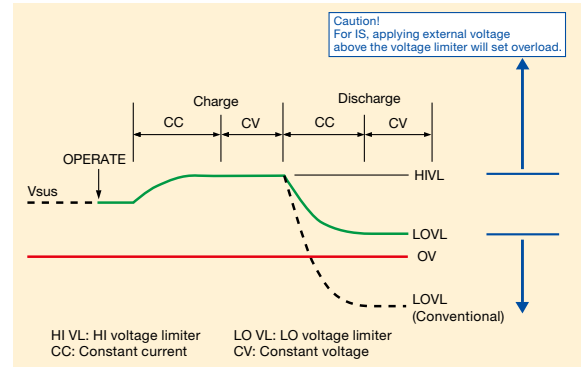 Caution!
For IS, applying external voltage
above the voltage limiter will set overload.
Charge
Discharge
CC
CV
CC
CV
OPERATE
Vsus
HIVL
LOVL
OV
LOVL
(Conventional)
HI VL: HI voltage limiter
LO VL: LO voltage limiter
CC: Constant current
CV: Constant voltage